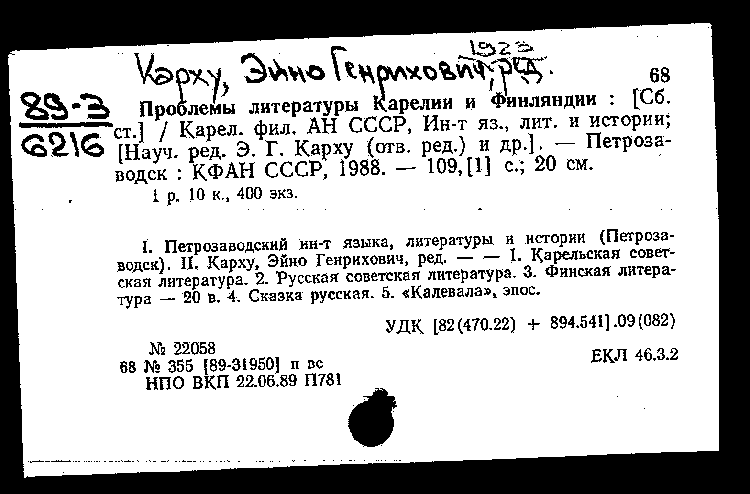 1923
Карху, Эйно Генрихович, ред.
68
89-3
6216
Проблемы литературы Карелии и Финляндии : [Сб.
ст.] / Карел. фил. АН СССР, Ин-т яз., лит. и истории;
[Науч. ред. Э. Г. Карху (отв. ред.) и др.]. — Петроза-
водск : КФАН СССР, 1988. — 109,[1] с.; 20 см.
1 р. 10 к., 400 экз.
I. Петрозаводский ин-т языка, литературы и истории (Петроза-
водск). II. Карху, Эйно Генрихович, ред. — — 1. Карельская совет-
ская литература. 2. Русская советская литература. 3. Финская литера-
тура — 20 в. 4. Сказка русская. 5. «Калевала», эпос.
УДК [82(470.22) + 894.541].09(082)
№ 22058
68 № 355 [89-31950] п вс
ЕКЛ 46.3.2
НПО ВКП 22.06.89 П781